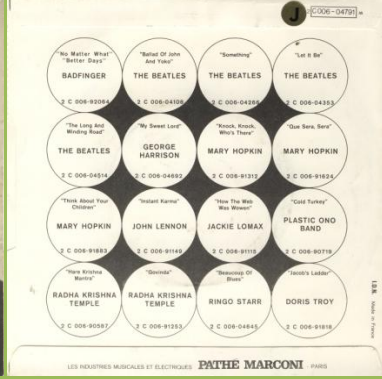 J
2C006-04791 M
"No Matter What"
"Better Days"
BADFINGER
2 C 006-92064
"Ballad Of John
And Yoko"
THE BEATLES
2 C 006-04108
"Something"
THE BEATLES
2 C 006-04266
"Let It Be"
THE BEATLES
2 C 006-04353
"The Long And
Winding Road"
THE BEATLES
2 C 006-04514
"My Sweet Lord"
GEORGE
HARRISON
2 C 006-04692
"Knock, Knock,
Who's There"
MARY HOPKIN
2 C 006-91312
"Que Sera, Sera"
MARY HOPKIN
2 C 006-91624
"Think About Your
Children"
MARY HOPKIN
2 C 006-91883
"Instant Karma"
JOHN LENNON
2 C 006-91149
"How The Web
Was Woven"
JACKIE LOMAX
2 C 006-91118
"Cold Turkey"
PLASTIC ONO
BAND
2 C 006-90719
"Hare Krishna
Mantra"
RADHA KRISHNA
TEMPLE
2 C 006-90567
"Govinda"
RADHA KRISHNA
TEMPLE
2 C 006-91253
"Beaucoup Of
Blues"
RINGO STARR
2 C 006-04645
"Jacob's Ladder"
DORIS TROY
2 C 006-91818
Made in France
LES INDUSTRIES MUSICALES ET ELECTRIQUES PATHÉ MARCONI - PARIS